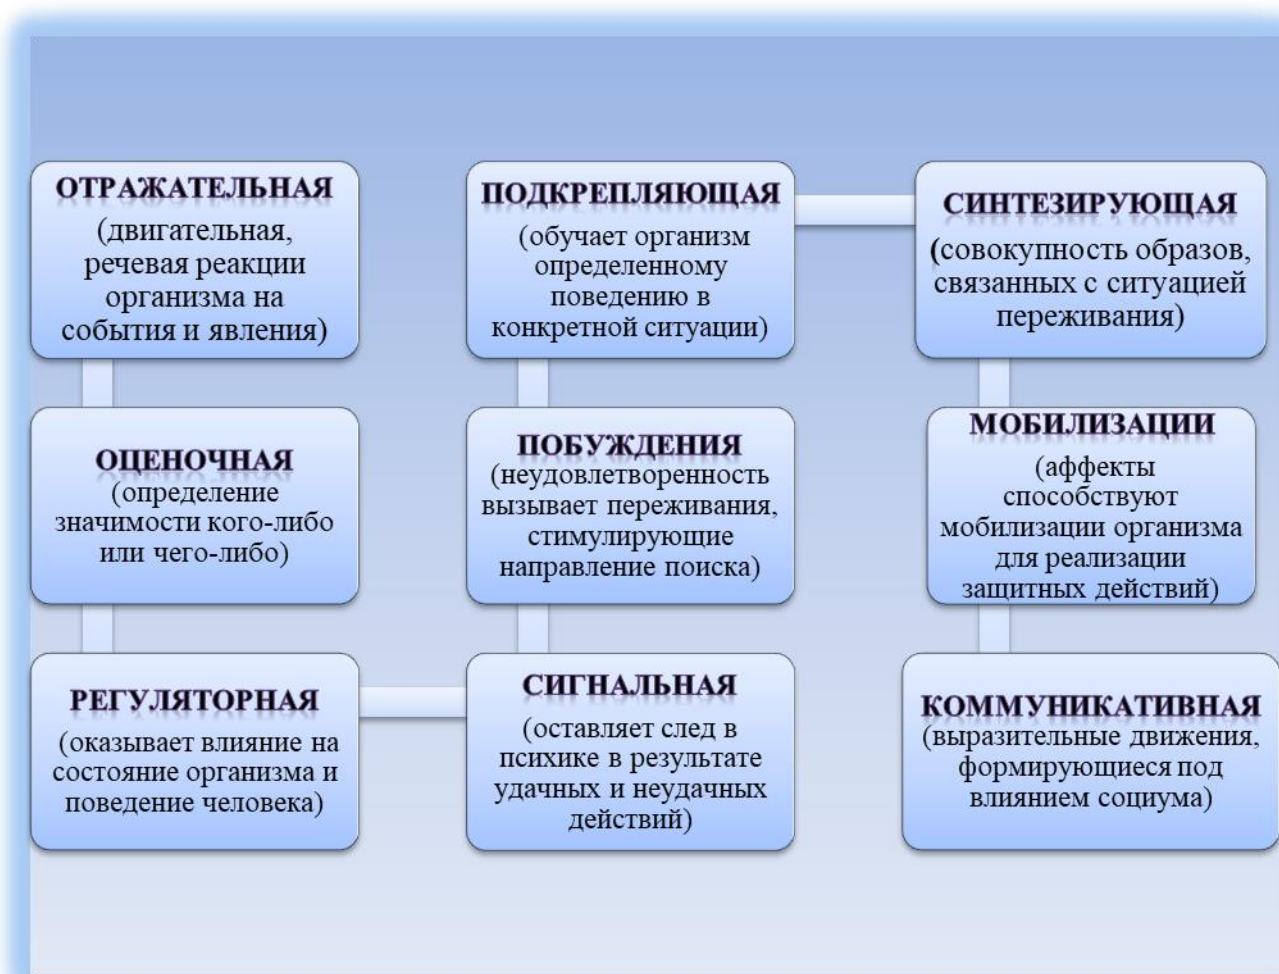 ОТРАЖАТЕЛЬНАЯ
(двигательная,
речевая реакции
организма на
события и явления)
ОЦЕНОЧНАЯ
(определение
значимости кого-либо
или чего-либо)
РЕГУЛЯТОРНАЯ
(оказывает влияние на
состояние организма и
поведение человека)
СИГНАЛЬНАЯ
(оставляет след в
психике в результате
удачных и неудачных
действий)
ПОБУЖДЕНИЯ
(неудовлетворенность
вызывает переживания,
стимулирующие
направление поиска)
ПОДКРЕПЛЯЮЩАЯ
(обучает организм
определенному
поведению в
конкретной ситуации)
СИНТЕЗИРУЮЩАЯ
(совокупность образов,
связанных с ситуацией
переживания)
МОБИЛИЗАЦИИ
(аффекты
способствуют
мобилизации организма
для реализации
защитных действий)
КОММУНИКАТИВНАЯ
(выразительные движения,
формирующиеся под
влиянием социума)